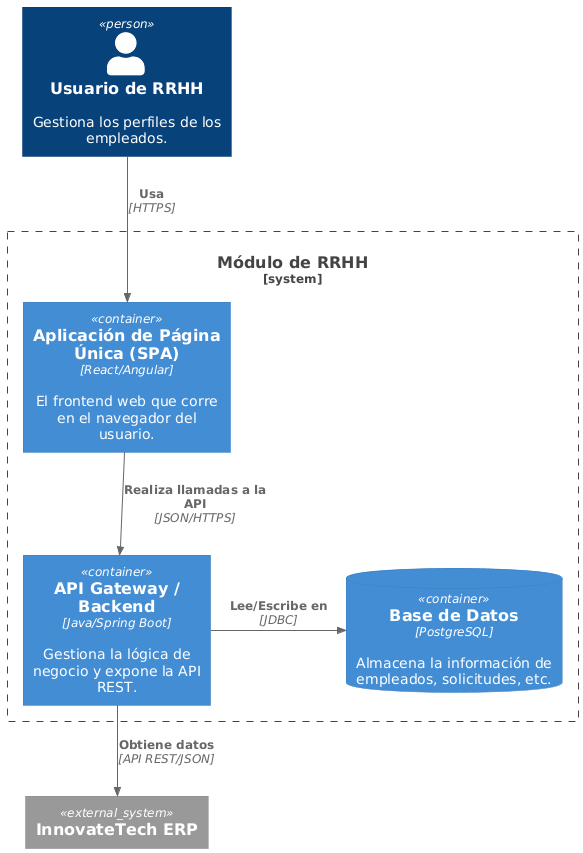 «person»
Usuario de RRHH
Gestiona los perfiles de los
empleados.
Usa
[HTTPS]
Módulo de RRHH
[system]
«container»
Aplicación de Página
Única (SPA)
[React/Angular]
El frontend web que corre
en el navegador del
usuario.
Realiza llamadas a la
API
[JSON/HTTPS]
«container»
API Gateway /
Backend
[Java/Spring Boot]
Gestiona la lógica de
negocio y expone la API
REST.
Lee/Escribe en
[JDBC]
«container»
Base de Datos
[PostgreSQL]
Almacena la información de
empleados, solicitudes, etc.
Obtiene datos
[API REST/JSON]
«external_system»
InnovateTech ERP